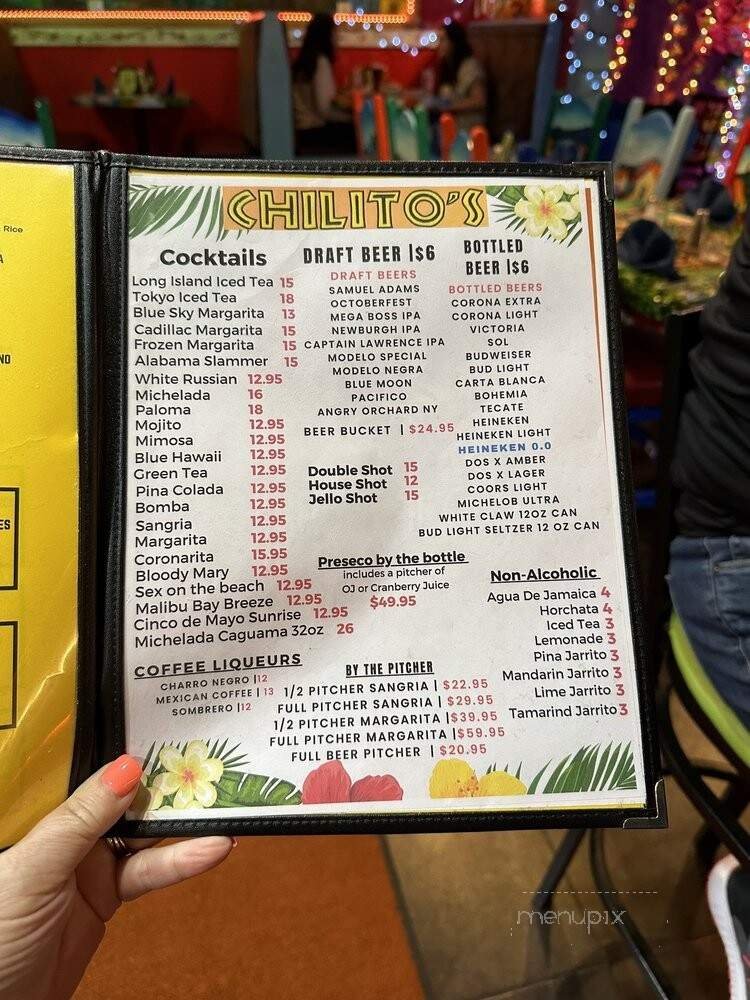 Rice
A
ND
ES
CHILITO'S
Cocktails
Long Island Iced Tea 15
Tokyo Iced Tea 18
Blue Sky Margarita 13
Cadillac Margarita 15
Frozen Margarita 15
Alabama Slammer 15
White Russian 12.95
Michelada 16
Paloma 18
Mojito 12.95
Mimosa 12.95
Blue Hawaii 12.95
Green Tea 12.95
Pina Colada 12.95
Bomba 12.95
Sangria 12.95
Margarita 12.95
Coronarita 15.95
Bloody Mary 12.95
Sex on the beach 12.95
Malibu Bay Breeze 12.95
Cinco de Mayo Sunrise 12.95
Michelada Caguama 32oz 26
COFFEE LIQUEURS
CHARRO NEGRO |12
MEXICAN COFFEE | 13
SOMBRERO |12
DRAFT BEER |$6
DRAFT BEERS
SAMUEL ADAMS
OCTOBERFEST
MEGA BOSS IPA
NEWBURGH IPA
CAPTAIN LAWRENCE IPA
MODELO SPECIAL
MODELO NEGRA
BLUE MOON
PACIFICO
ANGRY ORCHARD NY
BEER BUCKET | $24.95
Double Shot 15
House Shot 12
Jello Shot 15
Preseco by the bottle
includes a pitcher of
OJ or Cranberry Juice
$49.95
BY THE PITCHER
1/2 PITCHER SANGRIA | $22.95
FULL PITCHER SANGRIA | $29.95
1/2 PITCHER MARGARITA |$39.95
FULL PITCHER MARGARITA |$59.95
FULL BEER PITCHER | $20.95
BOTTLED
BEER |$6
BOTTLED BEERS
CORONA EXTRA
CORONA LIGHT
VICTORIA
SOL
BUDWEISER
BUD LIGHT
CARTA BLANCA
BOHEMIA
TECATE
HEINEKEN
HEINEKEN LIGHT
HEINEKEN 0.0
DOS X AMBER
DOS X LAGER
COORS LIGHT
MICHELOB ULTRA
WHITE CLAW 12OZ CAN
BUD LIGHT SELTZER 12 OZ CAN
Non-Alcoholic
Agua De Jamaica 4
Horchata 4
Iced Tea 3
Lemonade 3
Pina Jarrito 3
Mandarin Jarrito 3
Lime Jarrito 3
Tamarind Jarrito 3
menupix